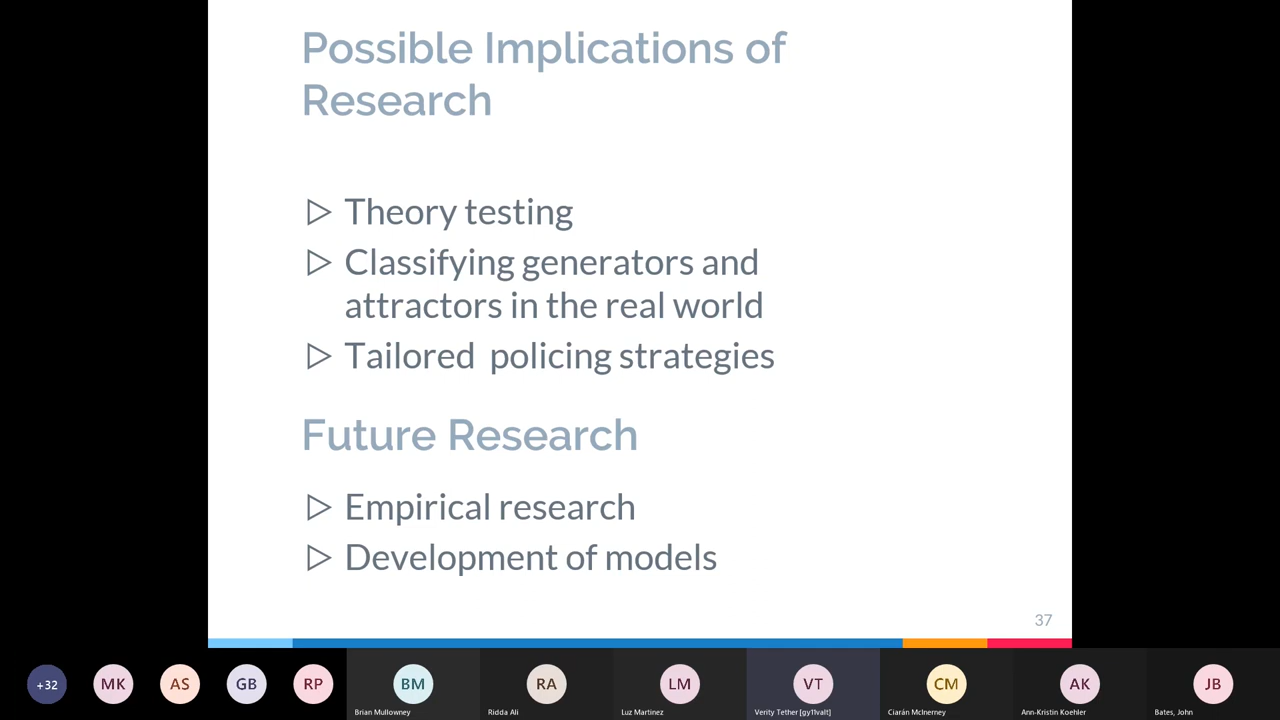 Possible Implications of
Research
Theory testing
Classifying generators and
attractors in the real world
Tailored  policing strategies
Future Research
Empirical research
Development of models
37
+32
MK
AS
GB
RP
BM
RA
LM
VT
CM
AK
JB
Brian Mullowney
Ridda Ali
Luz Martinez
Verity Tether [gy11valt]
Ciarán McInerney
Ann-Kristin Koehler
Bates, John